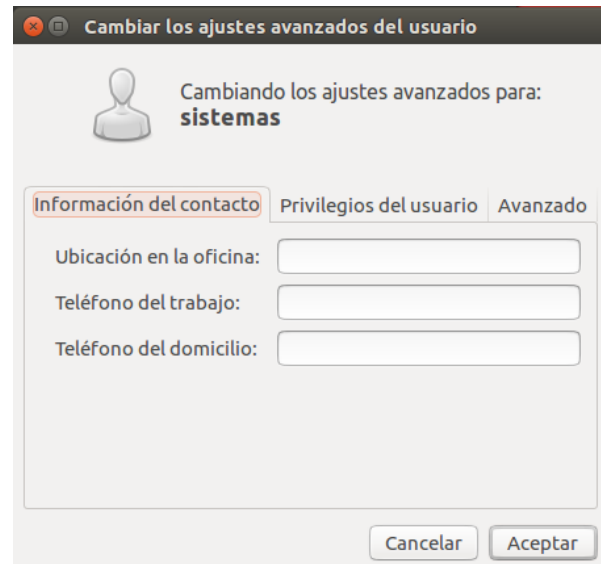 Cambiar los ajustes avanzados del usuario
Cambiando los ajustes avanzados para:
sistemas
Información del contacto Privilegios del usuario Avanzado
Ubicación en la oficina:
Teléfono del trabajo:
Teléfono del domicilio:
Cancelar Aceptar